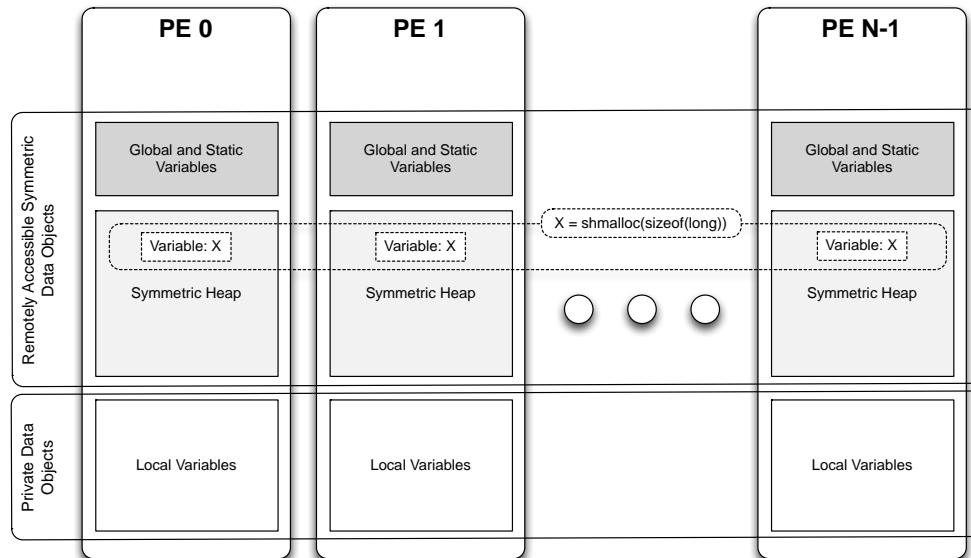 PE 0
PE 1
PE N-1
Remotely Accessible Symmetric
Data Objects
Global and Static
Variables
Global and Static
Variables
Global and Static
Variables
X = shmalloc(sizeof(long))
Variable: X
Variable: X
Variable: X
Symmetric Heap
Symmetric Heap
Symmetric Heap
Private Data
Objects
Local Variables
Local Variables
Local Variables